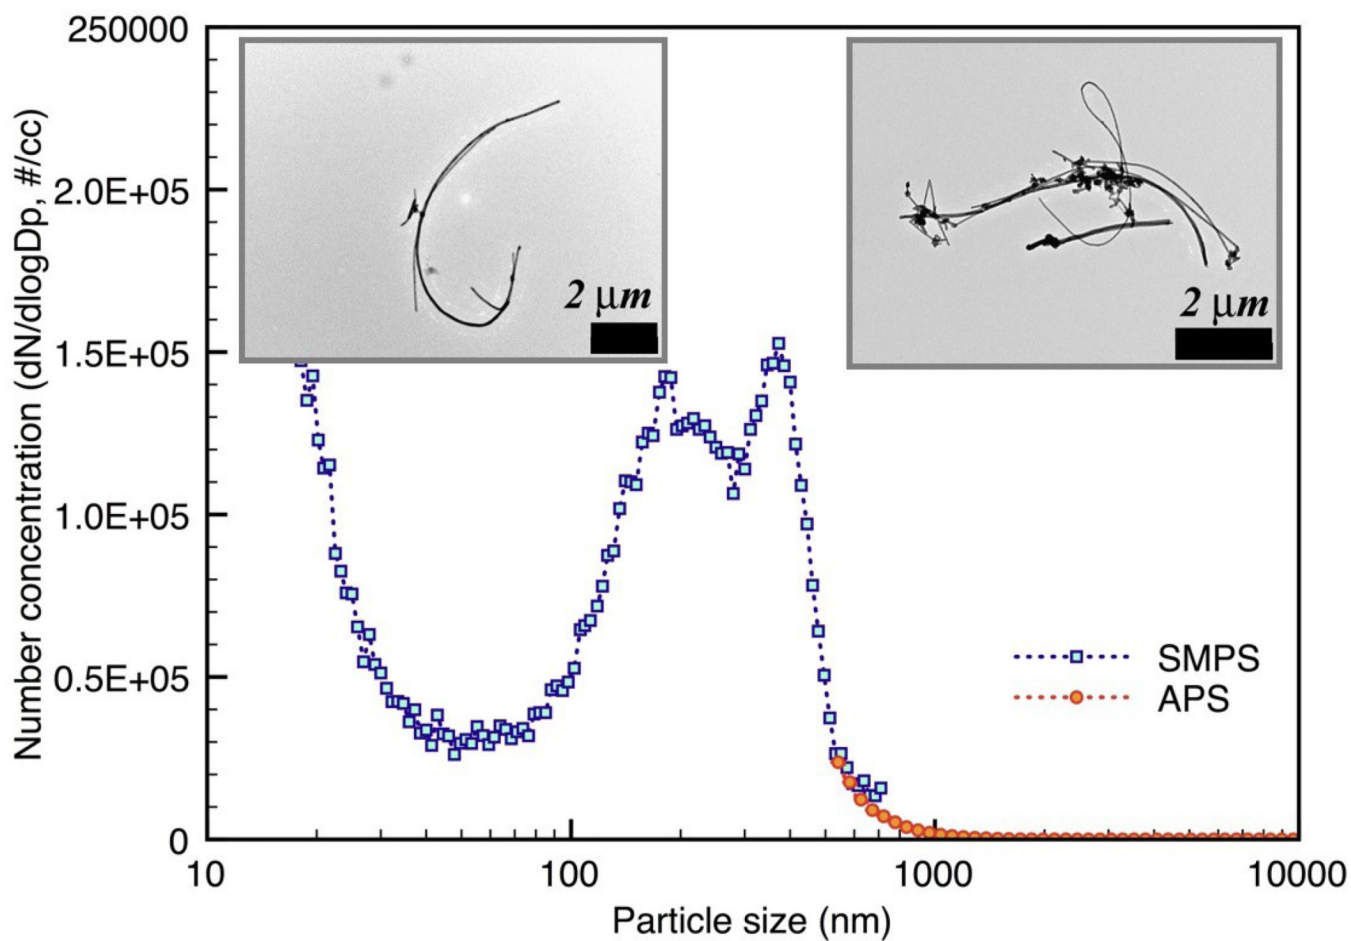 250000
2.0E+05
1.5E+05
1.0E+05
0.5E+05
0
Number concentration (dN/dlogDp, #/cc)
2 μm
2 μm
SMPS
APS
10
100
1000
10000
Particle size (nm)